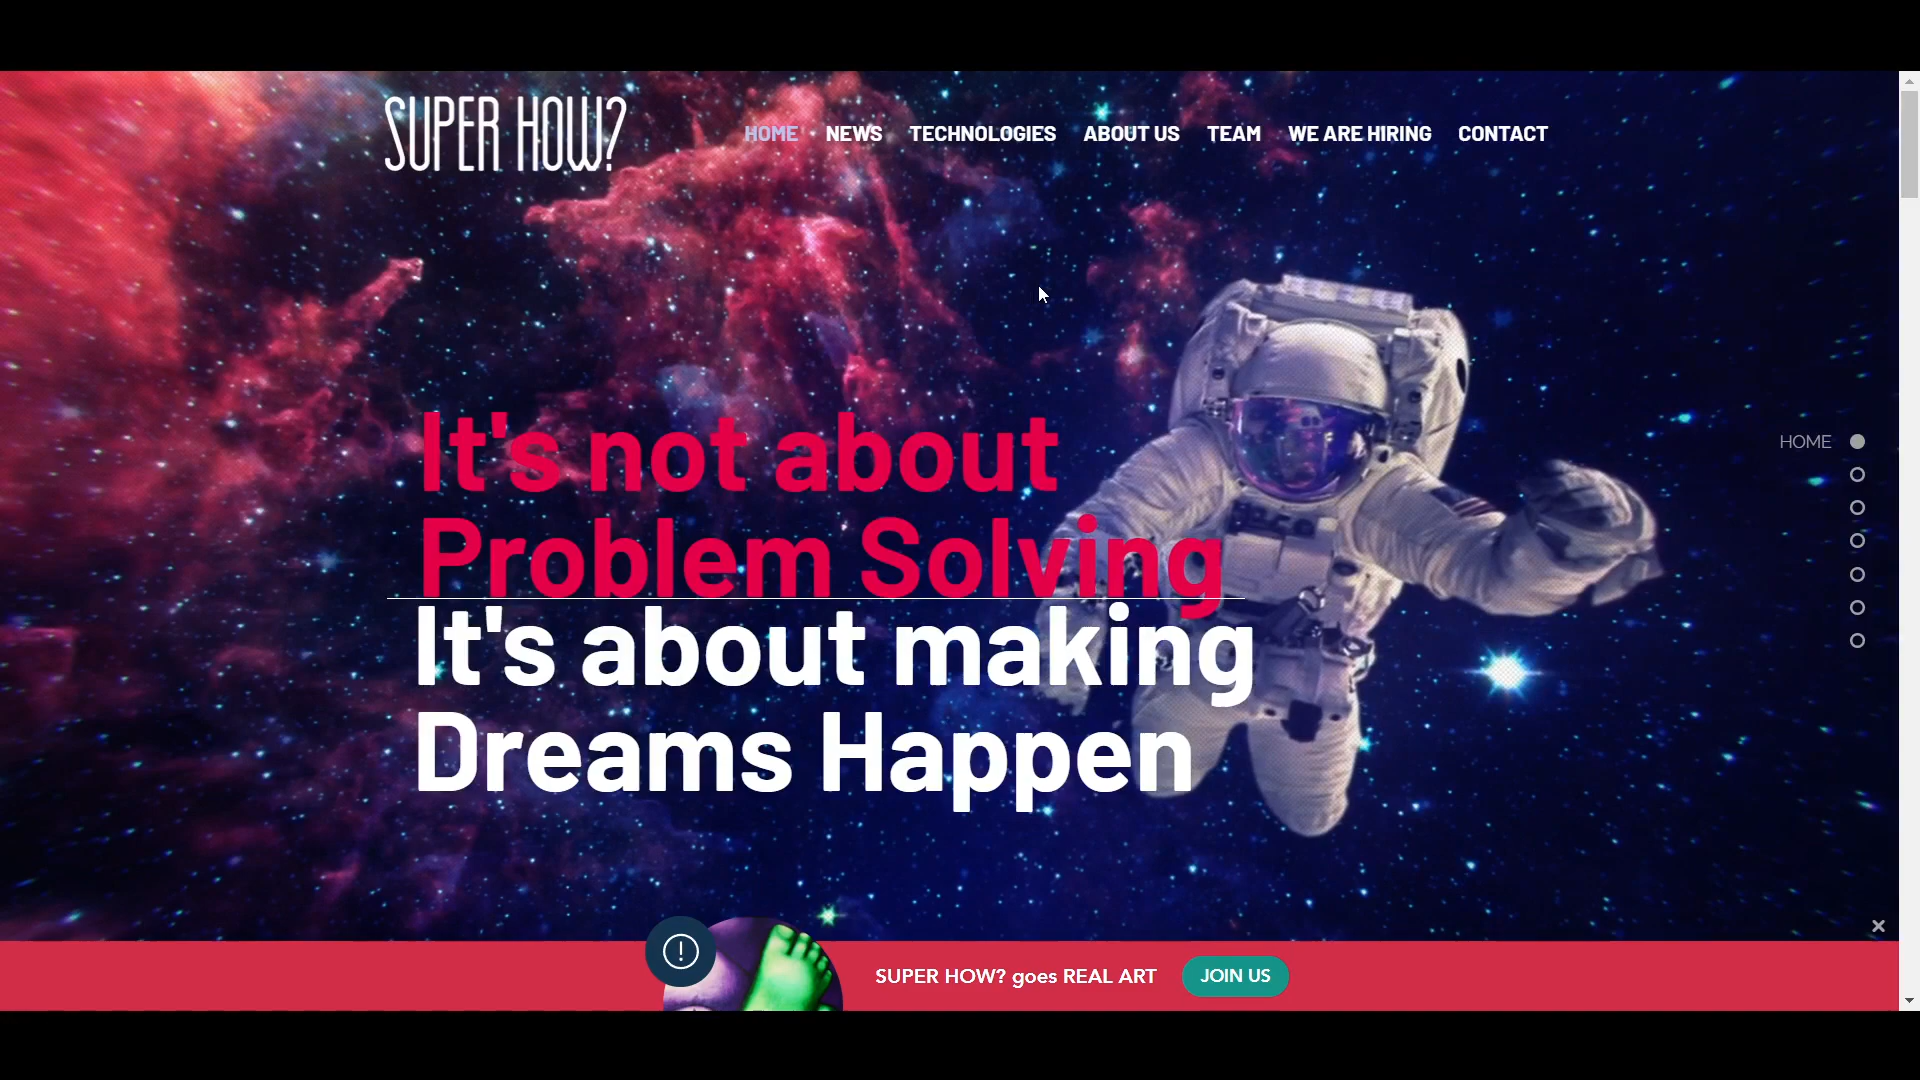 SUPER HOW?
HOME NEWS TECHNOLOGIES ABOUT US TEAM WE ARE HIRING CONTACT
It's not about
Problem Solving
It's about making
Dreams Happen
HOME
SUPER HOW? goes REAL ART JOIN US